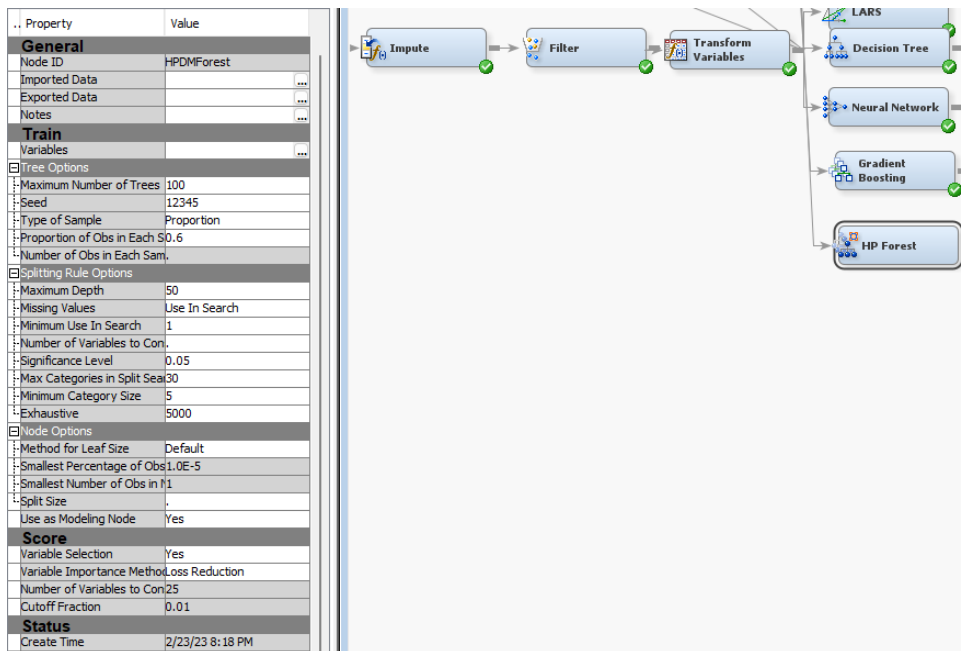 .. Property Value
General
Node ID HPDMForest
Imported Data ...
Exported Data ...
Notes ...
Train
Variables ...
Tree Options
Maximum Number of Trees 100
Seed 12345
Type of Sample Proportion
Proportion of Obs in Each S 0.6
Number of Obs in Each Sam .
Splitting Rule Options
Maximum Depth 50
Missing Values Use In Search
Minimum Use In Search 1
Number of Variables to Con .
Significance Level 0.05
Max Categories in Split Sea 30
Minimum Category Size 5
Exhaustive 5000
Node Options
Method for Leaf Size Default
Smallest Percentage of Obs 1.0E-5
Smallest Number of Obs in N 1
Split Size .
Use as Modeling Node Yes
Score
Variable Selection Yes
Variable Importance Metho Loss Reduction
Number of Variables to Con 25
Cutoff Fraction 0.01
Status
Create Time 2/23/23 8:18 PM
Impute
Filter
Transform
Variables
LARS
Decision Tree
Neural Network
Gradient
Boosting
HP Forest